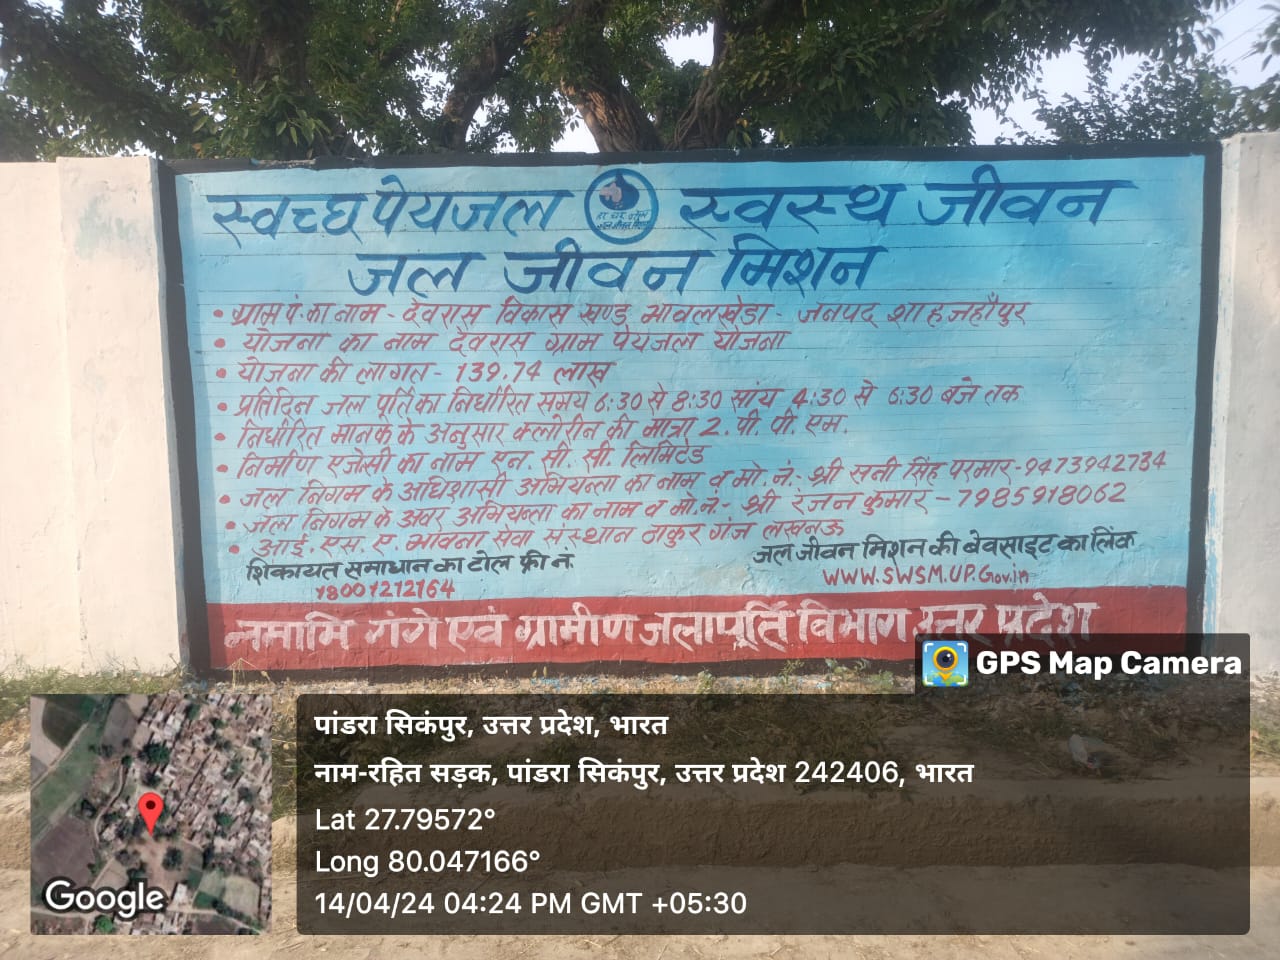 स्वच्छ पेयजल स्वस्थ जीवन
हर घर जल
जल जीवन मिशन
• ग्राम पं. का नाम - देवरास विकास खण्ड भावलखेडा - जनपद शाहजहाँपुर
• योजना का नाम देवरास ग्राम पेयजल योजना
• योजना की लागत - 139.74 लाख
• प्रतिदिन जल पूर्ति का निर्धारित समय 6:30 से 8:30 सांय 4:30 से 6:30 बजे तक
• निर्धारित मानक के अनुसार क्लोरीन की मात्रा 2. पी. पी. एम.
• निर्माण एजेंसी का नाम एन. सी. सी. लिमिटेड
• जल निगम के अधिशासी अभियन्ता का नाम व मो. नं.- श्री सनी सिंह परमार - 9473942734
• जल निगम के अवर अभियन्ता का नाम व मो.नं.- श्री रंजन कुमार - 7985918062
• आई. एस. ए. भावना सेवा संस्थान ठाकुर गंज लखनऊ
शिकायत समाधान का टोल फ्री नं.
18001212164
जल जीवन मिशन की बेवसाइट का लिंक
WWW.SWSM.UP.Gov.in
नमामि गंगे एवं ग्रामीण जलापूर्ति विभाग उत्तर प्रदेश
GPS Map Camera
पांडरा सिकंपुर, उत्तर प्रदेश, भारत
नाम-रहित सड़क, पांडरा सिकंपुर, उत्तर प्रदेश 242406, भारत
Lat 27.79572°
Long 80.047166°
14/04/24 04:24 PM GMT +05:30
Google